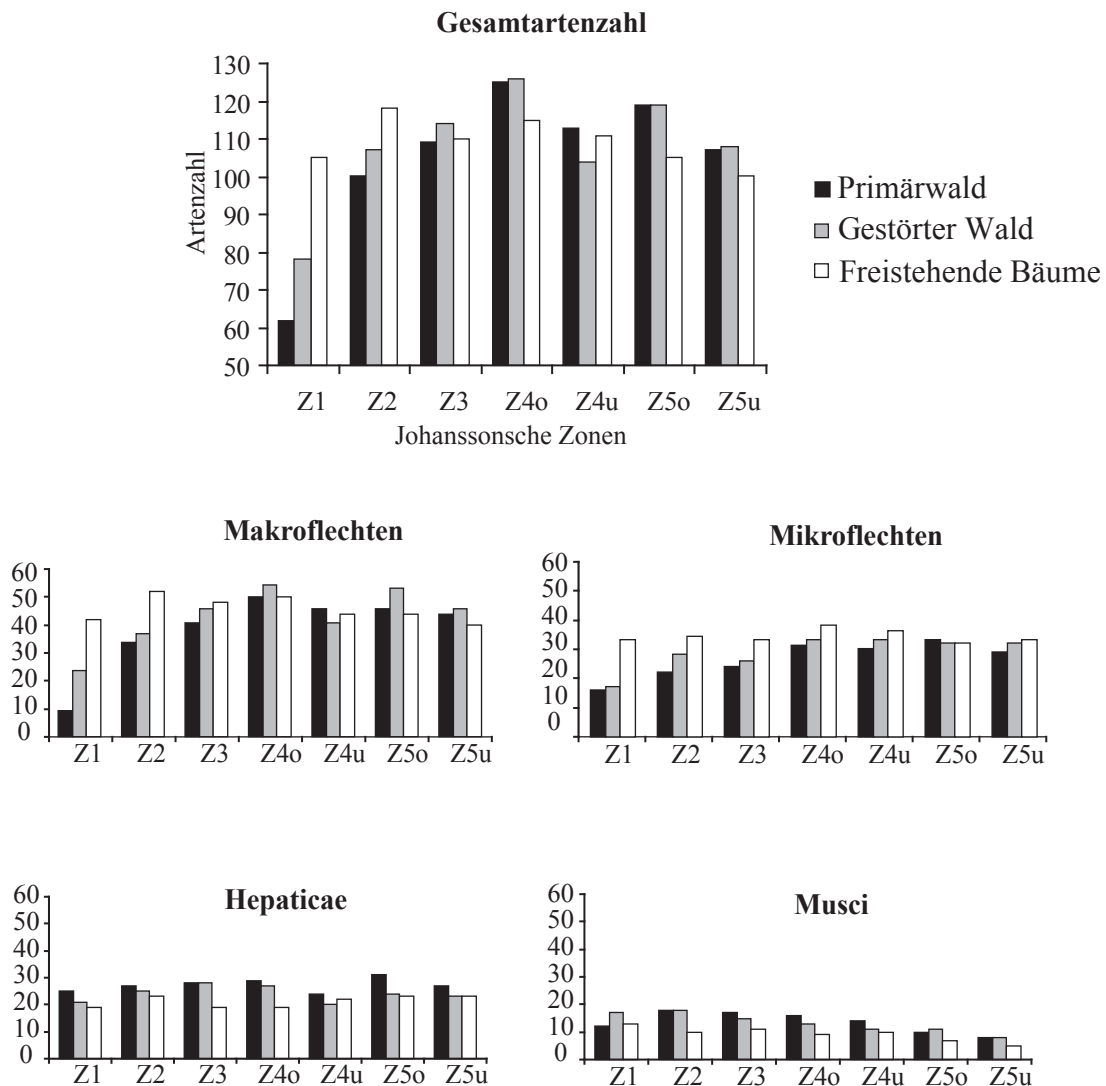 Gesamtartenzahl
130
120
110
100
90
80
70
60
50
Artenzahl
Z1 Z2 Z3 Z4o Z4u Z5o Z5u
Johanssonsche Zonen
Primärwald
Gestörter Wald
Freistehende Bäume
Makroflechten
60
50
40
30
20
10
0
Z1 Z2 Z3 Z4o Z4u Z5o Z5u
Mikroflechten
60
50
40
30
20
10
0
Z1 Z2 Z3 Z4o Z4u Z5o Z5u
Hepaticae
60
50
40
30
20
10
0
Z1 Z2 Z3 Z4o Z4u Z5o Z5u
Musci
60
50
40
30
20
10
0
Z1 Z2 Z3 Z4o Z4u Z5o Z5u